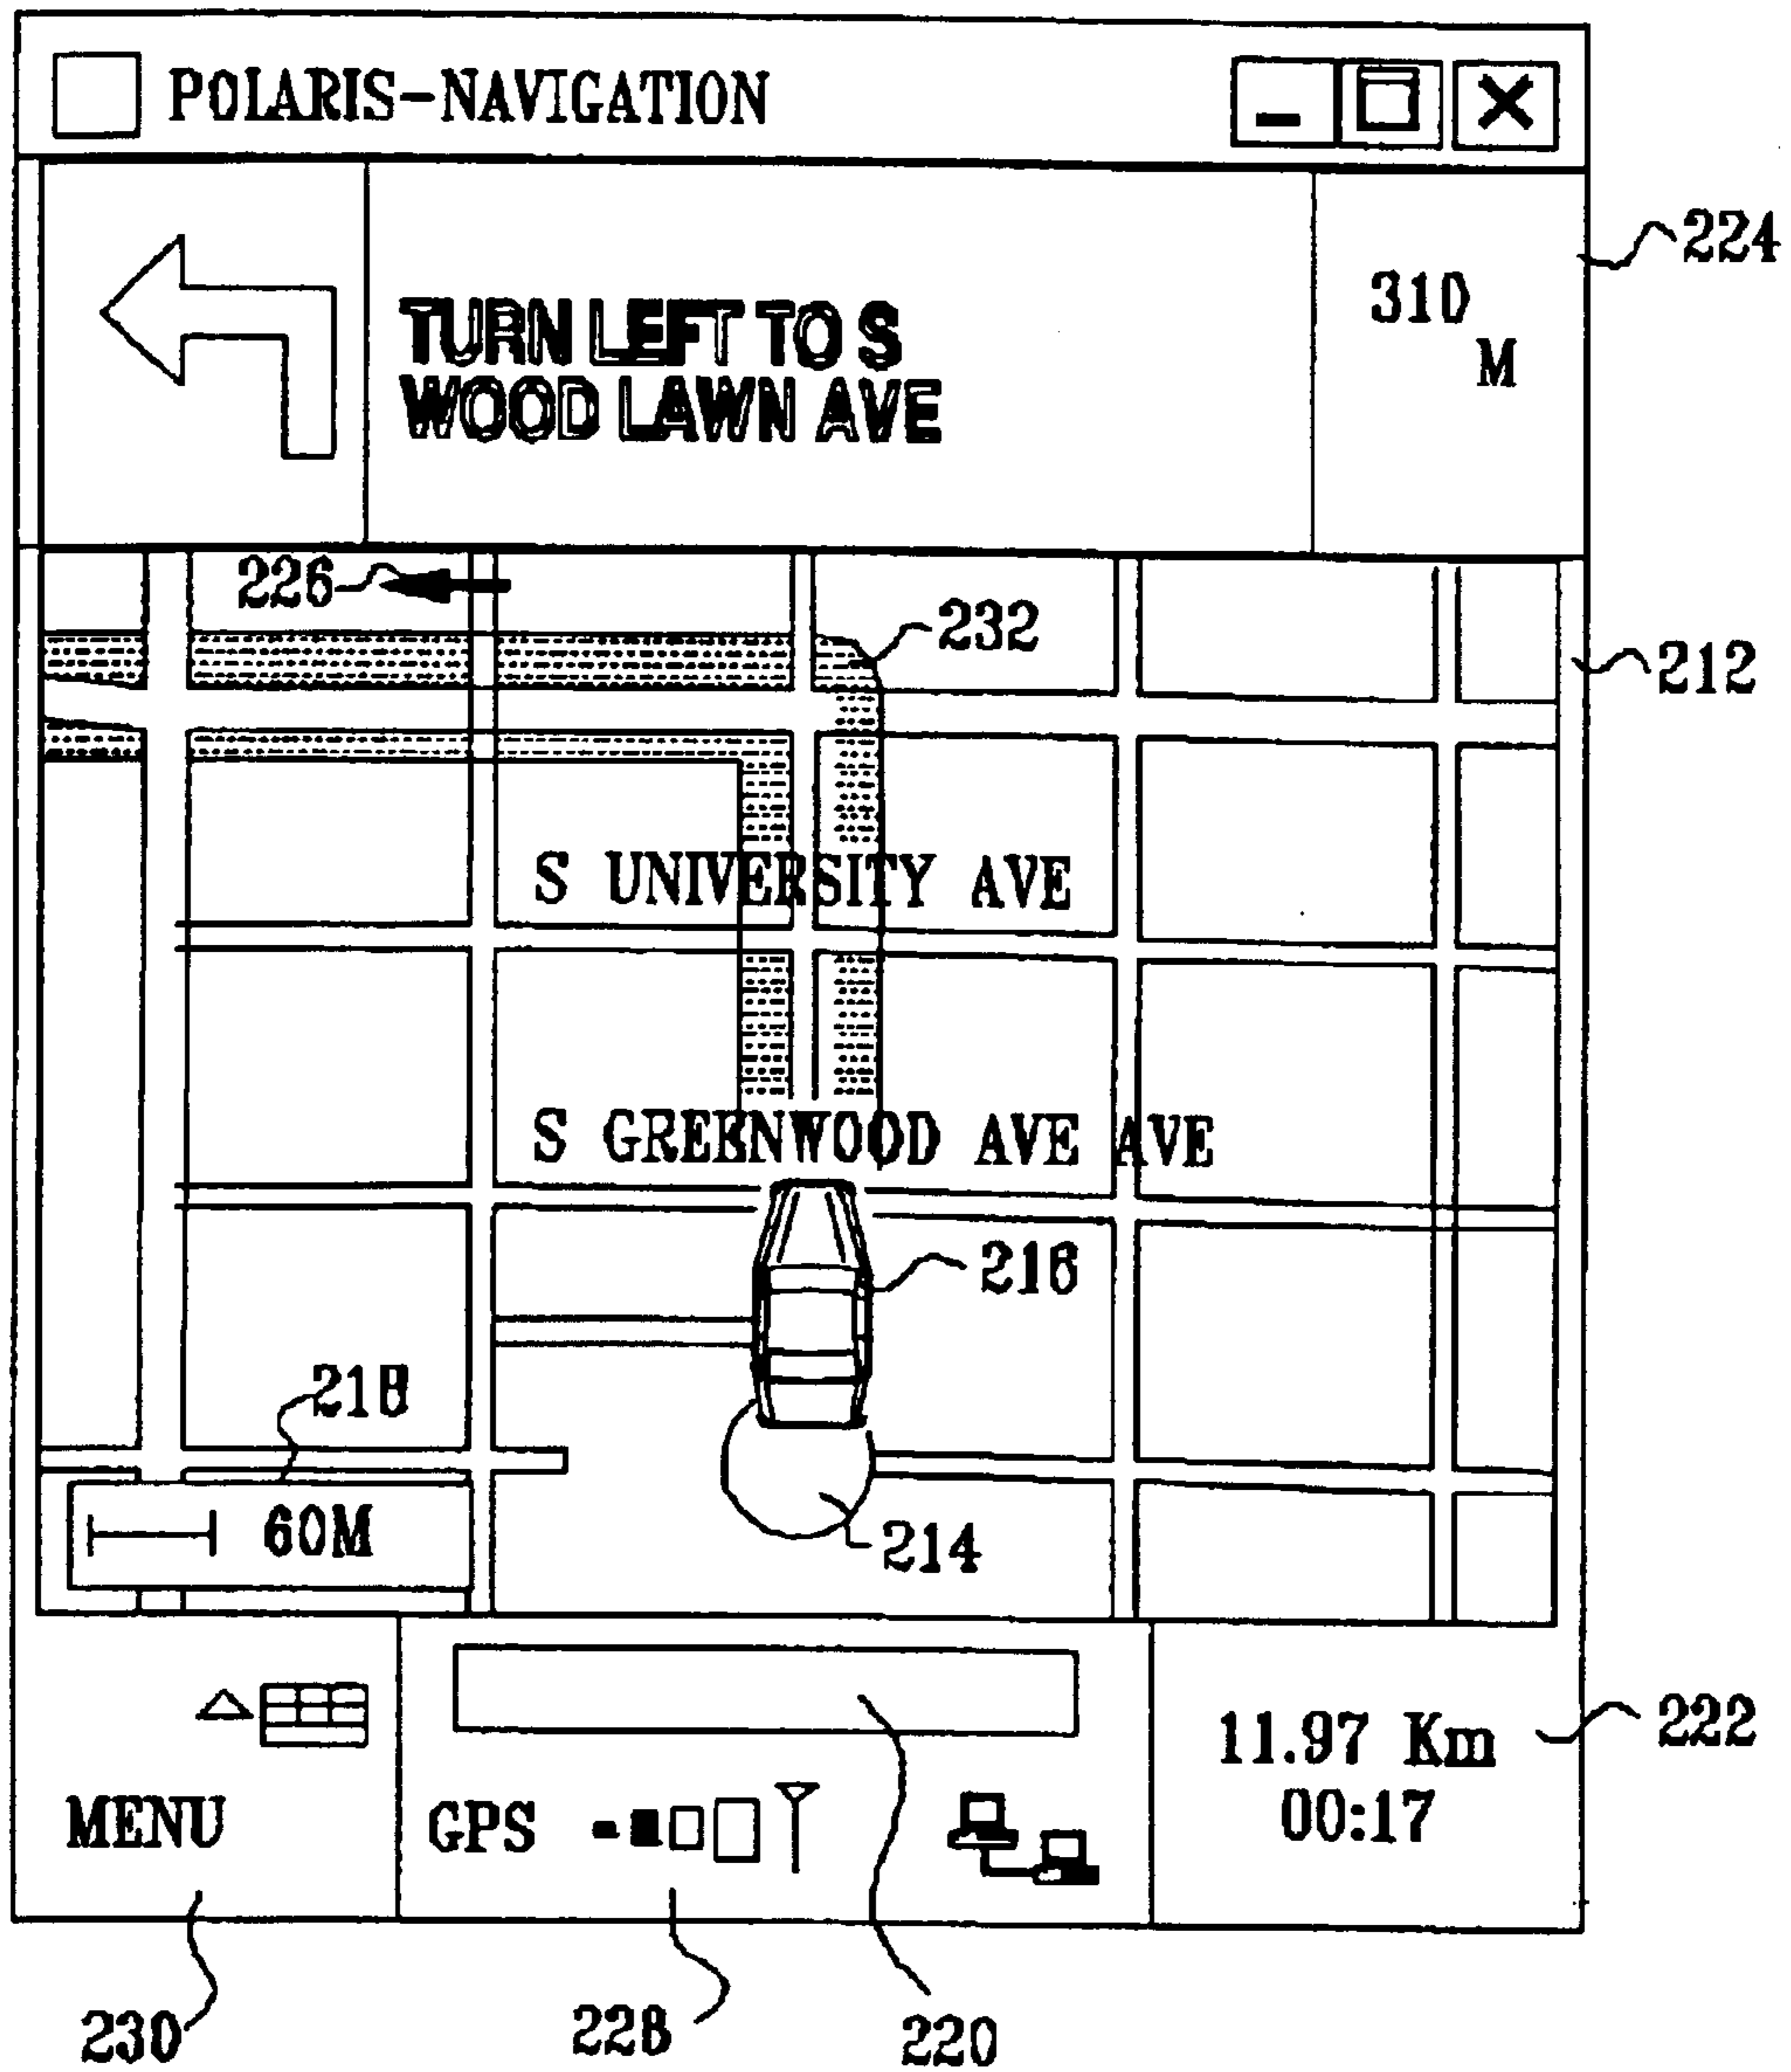 POLARIS-NAVIGATION
224
310
M
TURN LEFT TO S
WOOD LAWN AVE
226
232
212
S UNIVERSITY AVE
S GREENWOOD AVE AVE
216
218
60M
214
11.97 Km
00:17
222
MENU
GPS
230
228
220